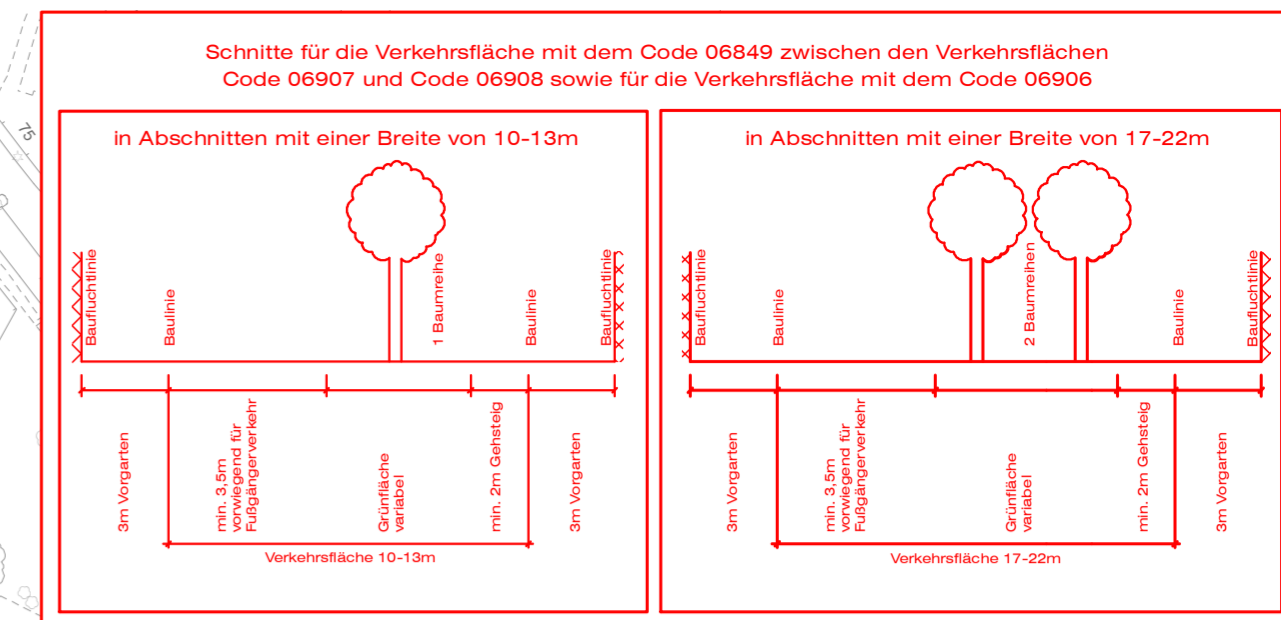 75
Schnitte für die Verkehrsfläche mit dem Code 06849 zwischen den Verkehrsflächen
Code 06907 und Code 06908 sowie für die Verkehrsfläche mit dem Code 06906
in Abschnitten mit einer Breite von 10-13m
Baufluchtlinie
Baulinie
1 Baumreihe
Baulinie
Baufluchtlinie
3m Vorgarten
min. 3,5m
vorwiegend für
Fußgängerverkehr
Grünfläche
variabel
min. 2m Gehsteig
3m Vorgarten
Verkehrsfläche 10-13m
in Abschnitten mit einer Breite von 17-22m
Baufluchtlinie
Baulinie
2 Baumreihen
Baulinie
Baufluchtlinie
3m Vorgarten
min. 3,5m
vorwiegend für
Fußgängerverkehr
Grünfläche
variabel
min. 2m Gehsteig
3m Vorgarten
Verkehrsfläche 17-22m